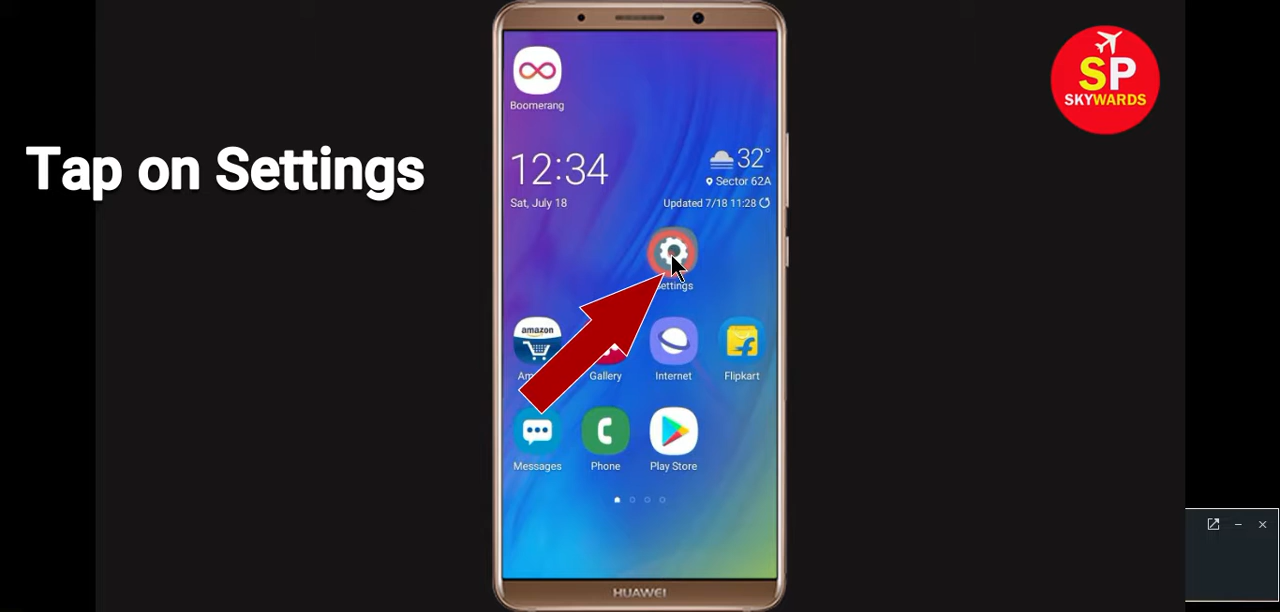 SP
SKYWARDS
Tap on Settings
Boomerang
12:34
32°
Sector 62A
Sat, July 18
Updated 7/18 11:28
Settings
amazon
Gallery
Internet
Flipkart
Messages
Phone
Play Store
HUAWEI